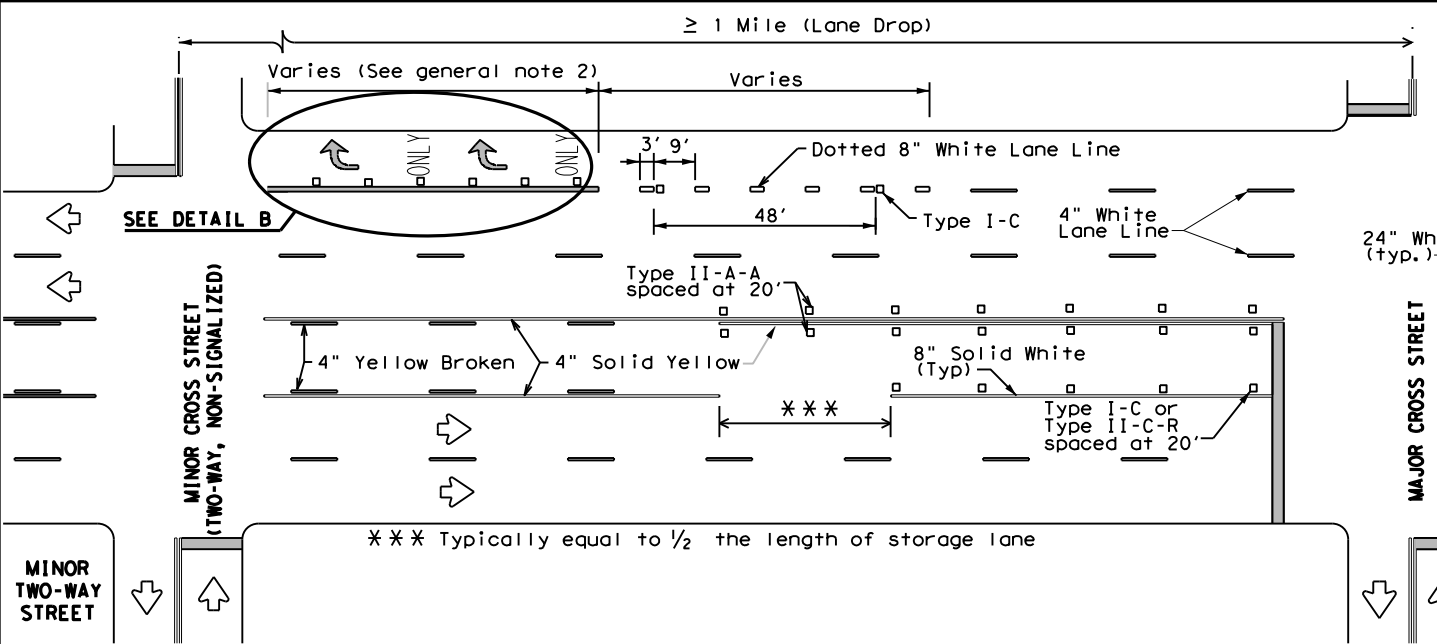 ≥ 1 Mile (Lane Drop)
Varies (See general note 2)
Varies
ONLY
ONLY
3'
9'
Dotted 8" White Lane Line
SEE DETAIL B
48'
Type I-C
4" White
Lane Line
24" Wh
(typ.)
Type II-A-A
spaced at 20'
MINOR CROSS STREET
(TWO-WAY, NON-SIGNALIZED)
4" Yellow Broken
4" Solid Yellow
8" Solid White
(Typ)
***
Type I-C or
Type II-C-R
spaced at 20'
MAJOR CROSS STREET
*** Typically equal to ½ the length of storage lane
MINOR
TWO-WAY
STREET